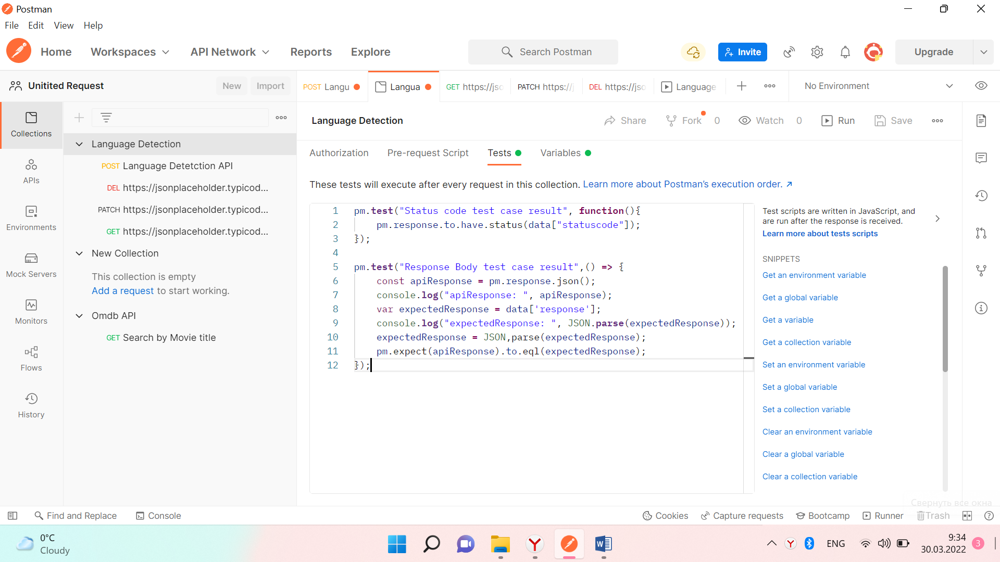 Postman
File Edit View Help
Home Workspaces API Network Reports Explore Search Postman Invite Upgrade
Unitited Request New Import
POST Langu Langua GET https://jso PATCH https://j DEL https://jso Language No Environment
Collections
APIs
Environments
Mock Servers
Monitors
Flows
History
Language Detection
POST Language Detetction API
DEL https://jsonplaceholder.typicod...
PATCH https://jsonplaceholder.typicod...
GET https://jsonplaceholder.typicod...
New Collection
This collection is empty
Add a request to start working.
Omdb API
GET Search by Movie title
Language Detection Share Fork 0 Watch 0 Run Save
Authorization Pre-request Script Tests Variables
These tests will execute after every request in this collection. Learn more about Postman's execution order. ↗
1 pm.test("Status code test case result", function(){
2 pm.response.to.have.status(data["statuscode"]);
3 });
4
5 pm.test("Response Body test case result",() => {
6 const apiResponse = pm.response.json();
7 console.log("apiResponse: ", apiResponse);
8 var expectedResponse = data['response'];
9 console.log("expectedResponse: ", JSON.parse(expectedResponse));
10 expectedResponse = JSON,parse(expectedResponse);
11 pm.expect(apiResponse).to.eql(expectedResponse);
12 });
Test scripts are written in JavaScript, and
are run after the response is received.
Learn more about tests scripts
SNIPPETS
Get an environment variable
Get a global variable
Get a variable
Get a collection variable
Set an environment variable
Set a global variable
Set a collection variable
Clear an environment variable
Clear a global variable
Clear a collection variable
Свернуть все окна
Find and Replace Console Cookies Capture requests Bootcamp Runner Trash
0°C
Cloudy
ENG
9:34
30.03.2022
3